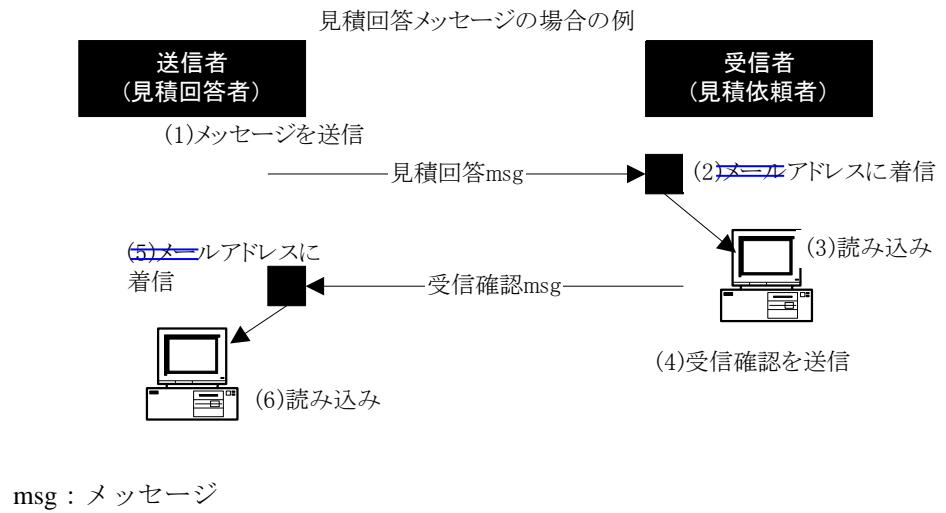 見積回答メッセージの場合の例
送信者
(見積回答者)
受信者
(見積依頼者)
(1)メッセージを送信
見積回答msg
(2)メールアドレスに着信
(3)読み込み
(4)受信確認を送信
受信確認msg
(5)メールアドレスに
着信
(6)読み込み
msg：メッセージ